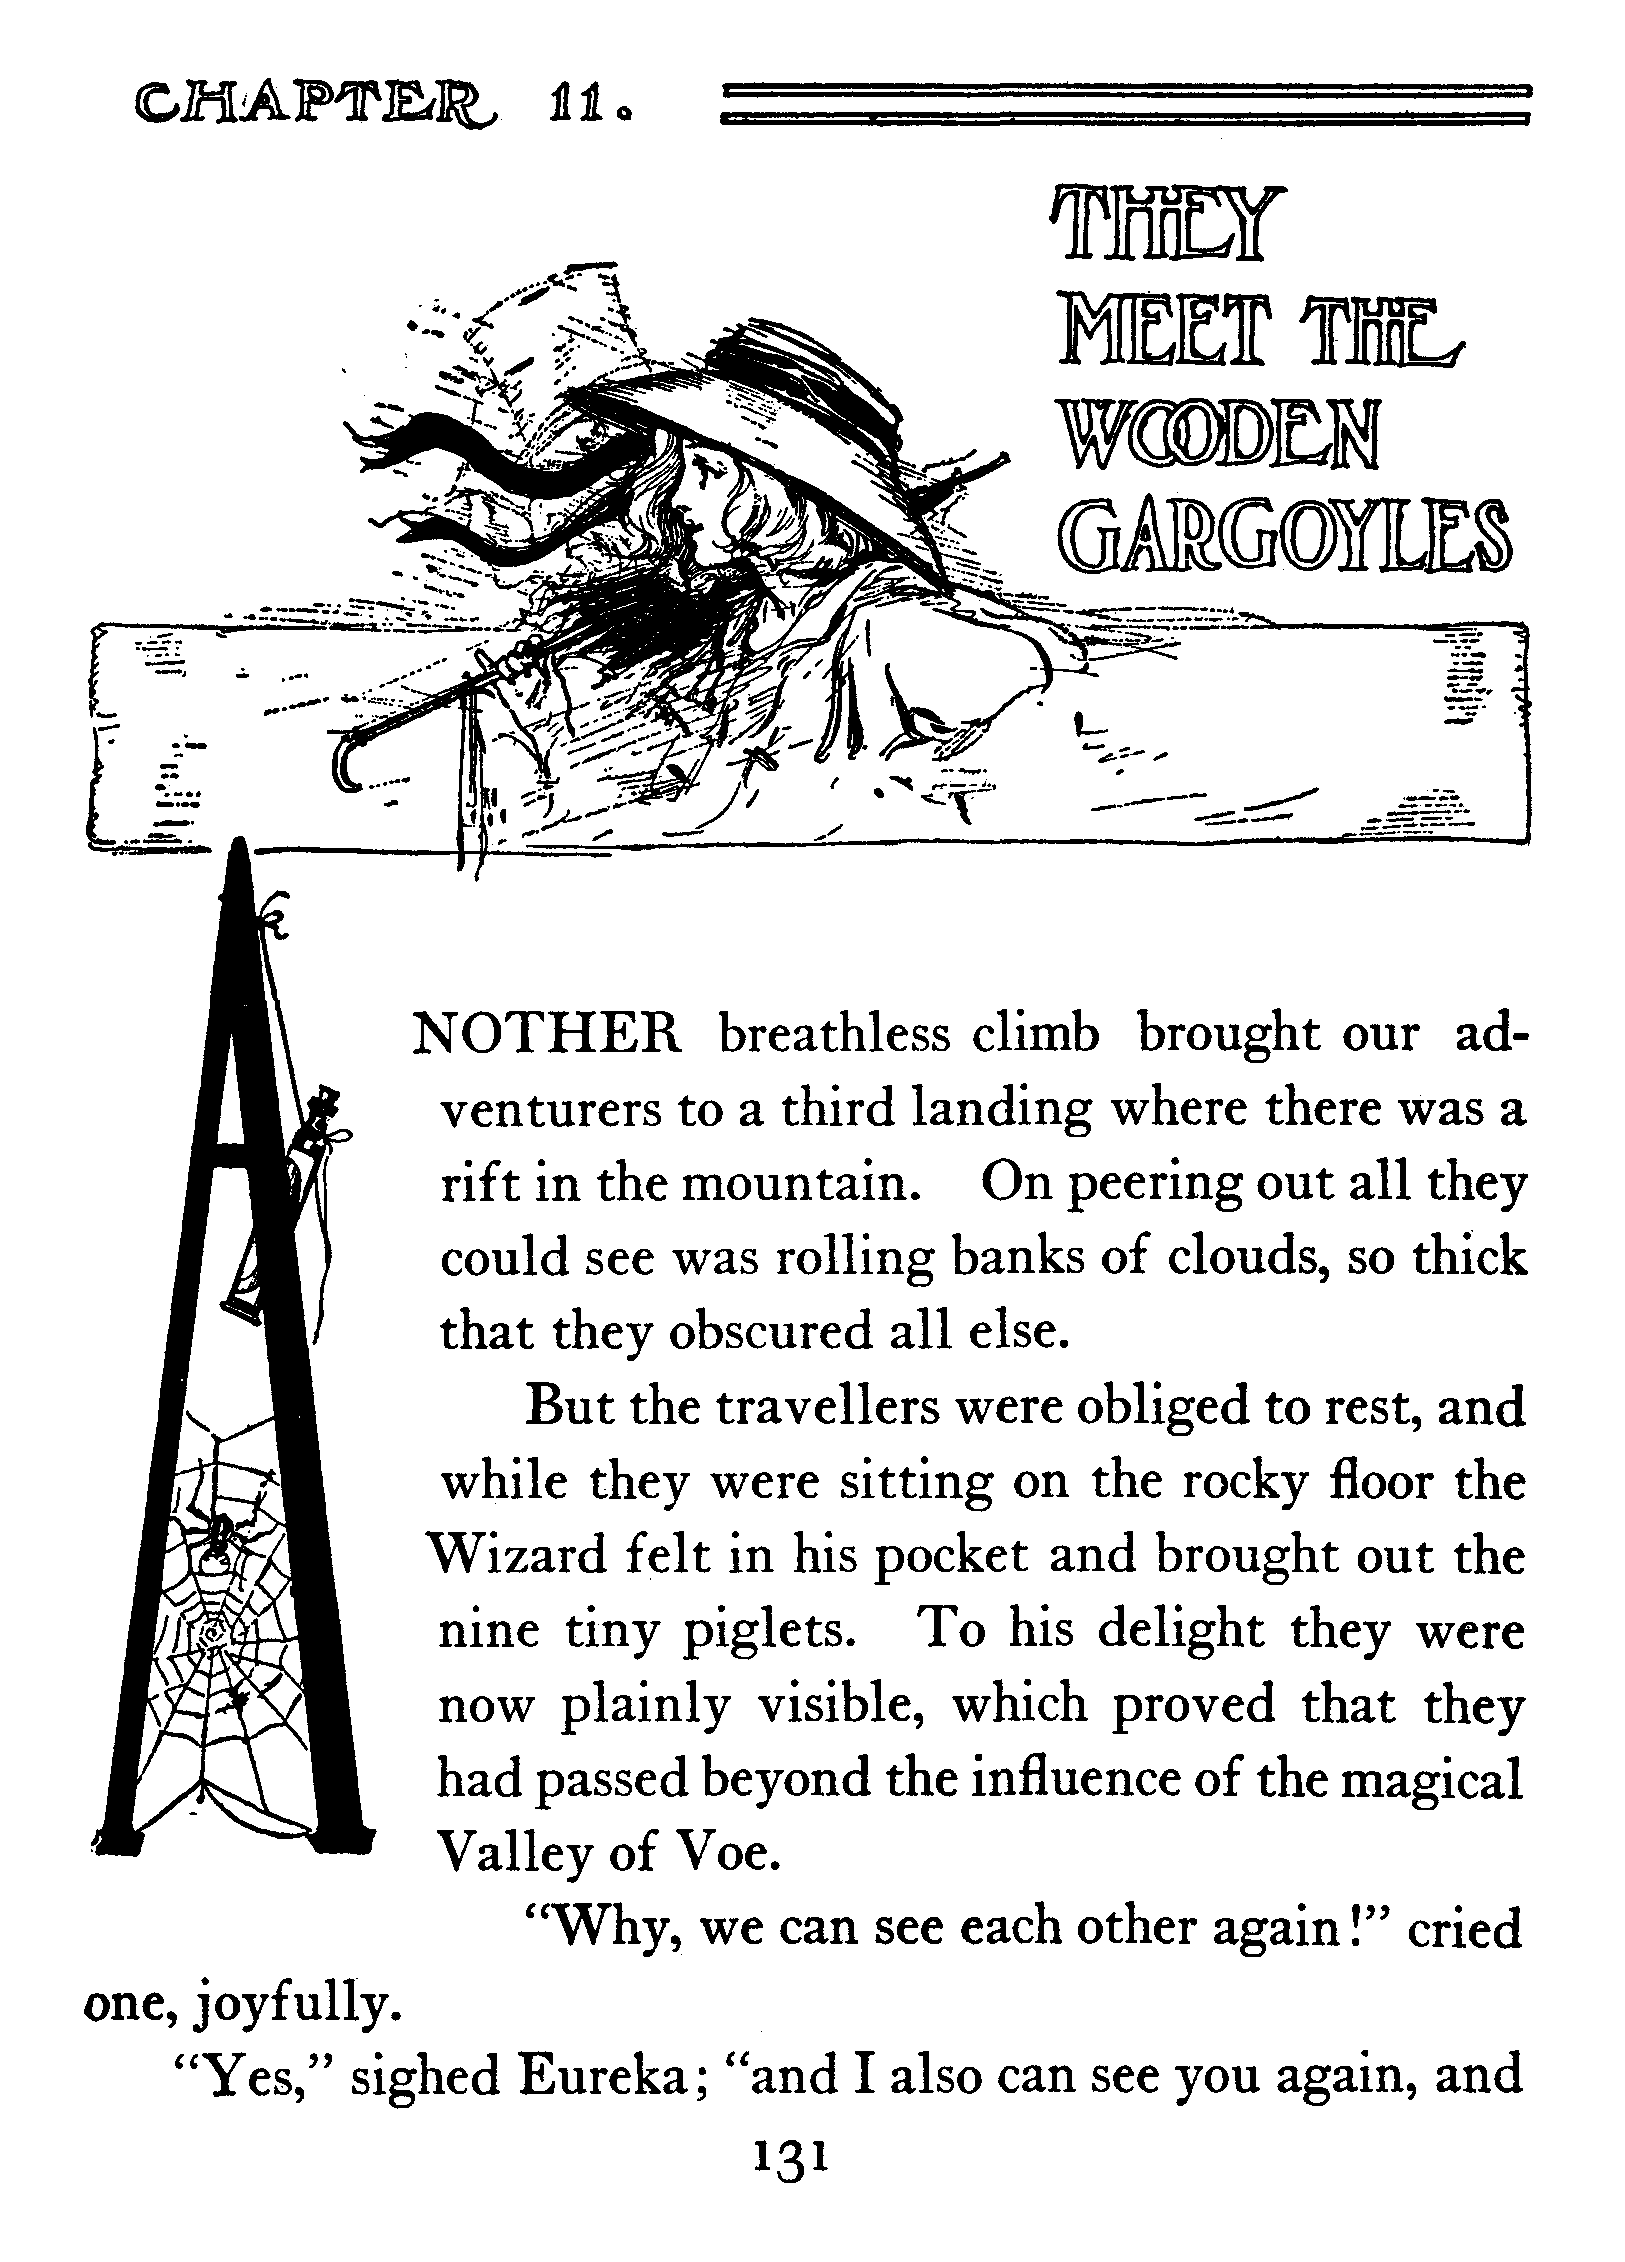 CHAPTER 11.
THEY
MEET THE
WOODEN
GARGOYLES
ANOTHER breathless climb brought our ad-
venturers to a third landing where there was a
rift in the mountain. On peering out all they
could see was rolling banks of clouds, so thick
that they obscured all else.
But the travellers were obliged to rest, and
while they were sitting on the rocky floor the
Wizard felt in his pocket and brought out the
nine tiny piglets. To his delight they were
now plainly visible, which proved that they
had passed beyond the influence of the magical
Valley of Voe.
“Why, we can see each other again!” cried
one, joyfully.
“Yes,” sighed Eureka; “and I also can see you again, and
131